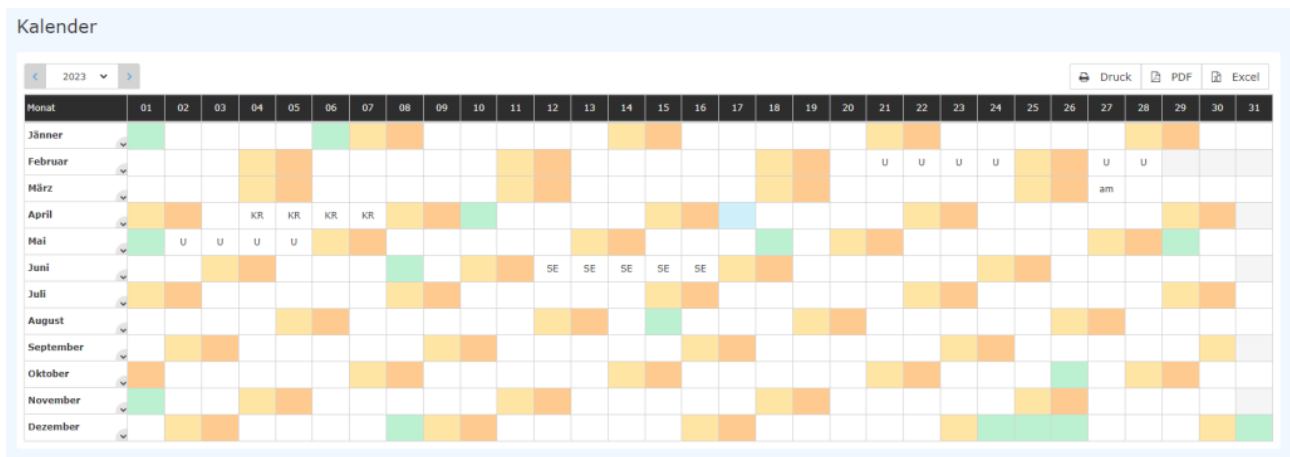 Kalender
2023
Druck PDF Excel
Monat 01 02 03 04 05 06 07 08 09 10 11 12 13 14 15 16 17 18 19 20 21 22 23 24 25 26 27 28 29 30 31
Jänner
Februar U U U U U U
März am
April KR KR KR KR
Mai U U U U
Juni SE SE SE SE SE
Juli
August
September
Oktober
November
Dezember